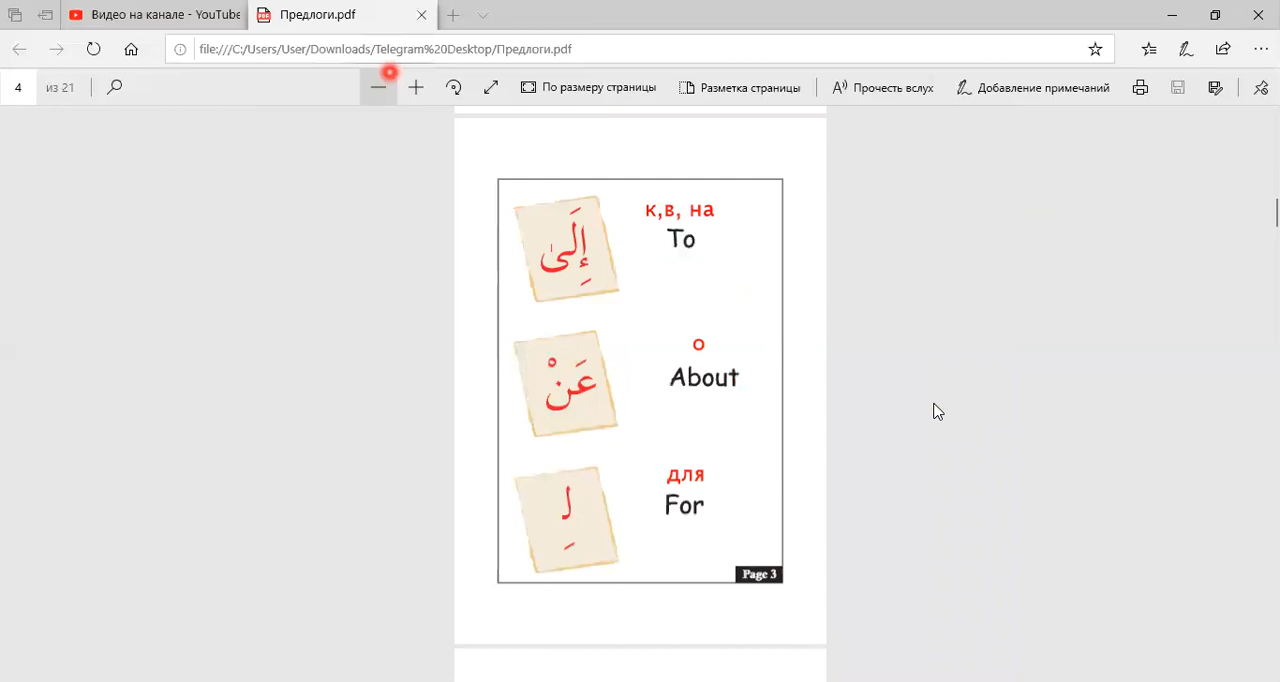 Видео на канале - YouTube
Предлоги.pdf
file:///C:/Users/User/Downloads/Telegram%20Desktop/Предлоги.pdf
4 из 21
По размеру страницы
Разметка страницы
Прочесть вслух
Добавление примечаний
к,в, на
إِلَىٰ To
о
عَنْ About
для
لِ For
Page 3